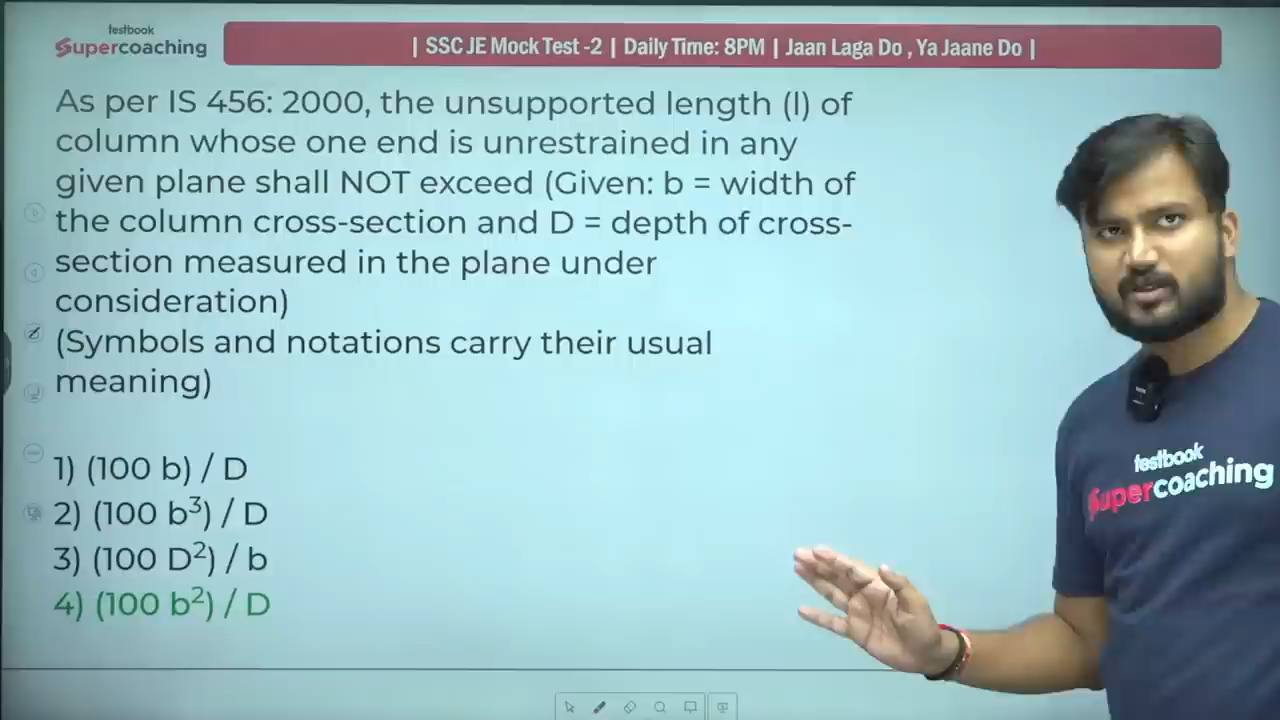 testbook
Supercoaching
| SSC JE Mock Test -2 | Daily Time: 8PM | Jaan Laga Do , Ya Jaane Do |
As per IS 456: 2000, the unsupported length (l) of
column whose one end is unrestrained in any
given plane shall NOT exceed (Given: b = width of
the column cross-section and D = depth of cross-
section measured in the plane under
consideration)
(Symbols and notations carry their usual
meaning)
1) (100 b) / D
2) (100 b³) / D
3) (100 D²) / b
4) (100 b²) / D
testbook
Supercoaching